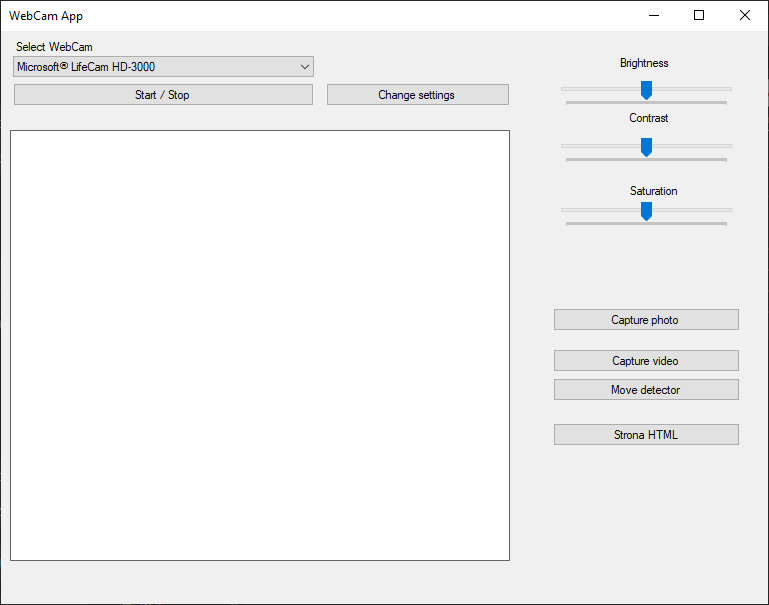 WebCam App
Select WebCam
Microsoft® LifeCam HD-3000
Start / Stop
Change settings
Brightness
Contrast
Saturation
Capture photo
Capture video
Move detector
Strona HTML